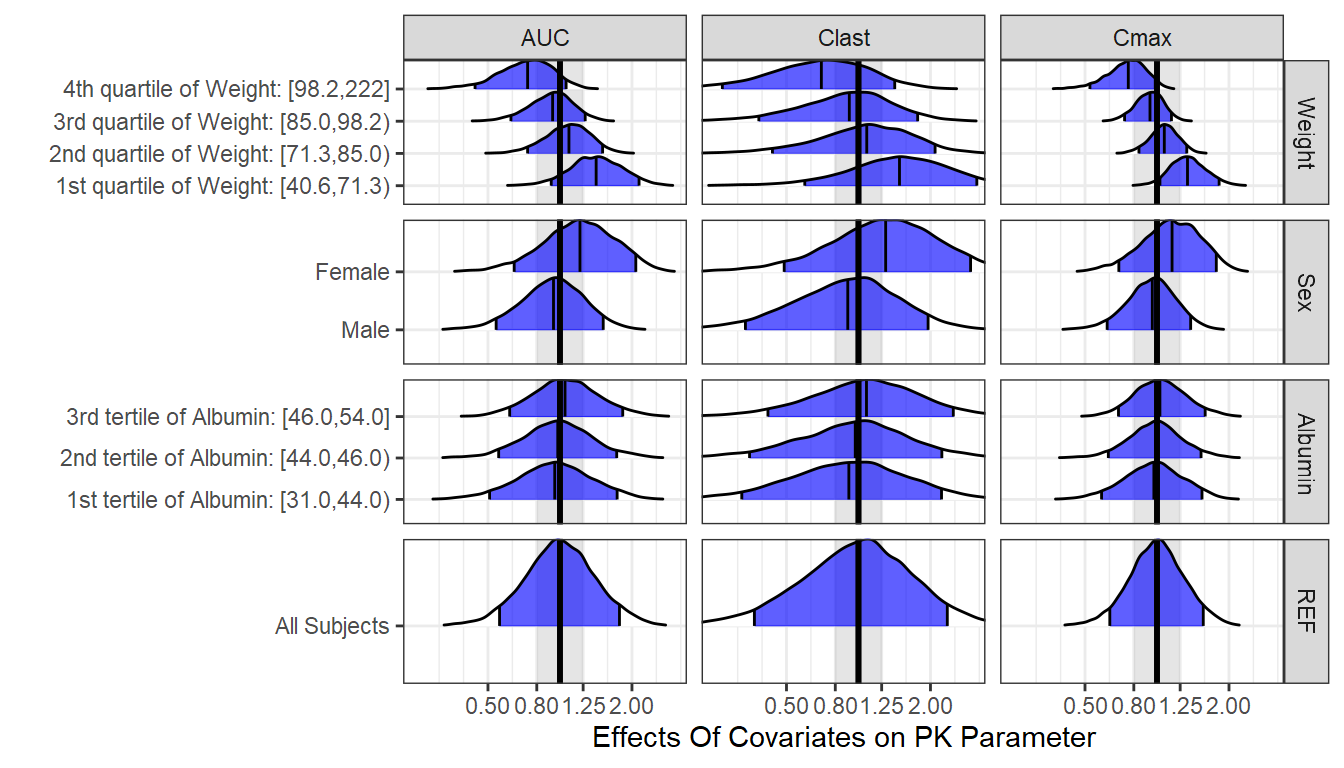 AUC Clast Cmax
4th quartile of Weight: [98.2,222]
3rd quartile of Weight: [85.0,98.2)
2nd quartile of Weight: [71.3,85.0)
1st quartile of Weight: [40.6,71.3)
Weight
Female
Male
Sex
3rd tertile of Albumin: [46.0,54.0]
2nd tertile of Albumin: [44.0,46.0)
1st tertile of Albumin: [31.0,44.0)
Albumin
All Subjects
REF
0.50 0.80 1.25 2.00 0.50 0.80 1.25 2.00 0.50 0.80 1.25 2.00
Effects Of Covariates on PK Parameter